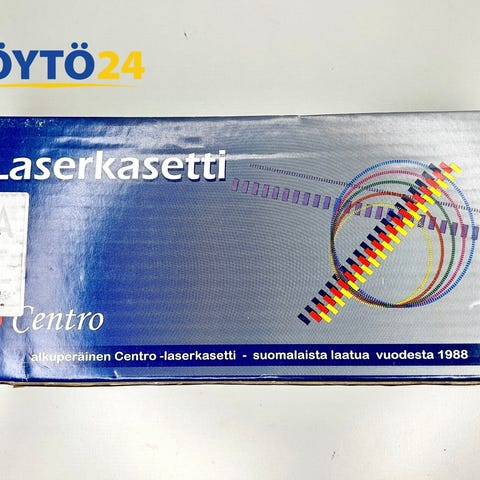 ÖYTÖ24
Laserkasetti
A
Centro
alkuperäinen Centro -laserkasetti - suomalaista laatua vuodesta 1988